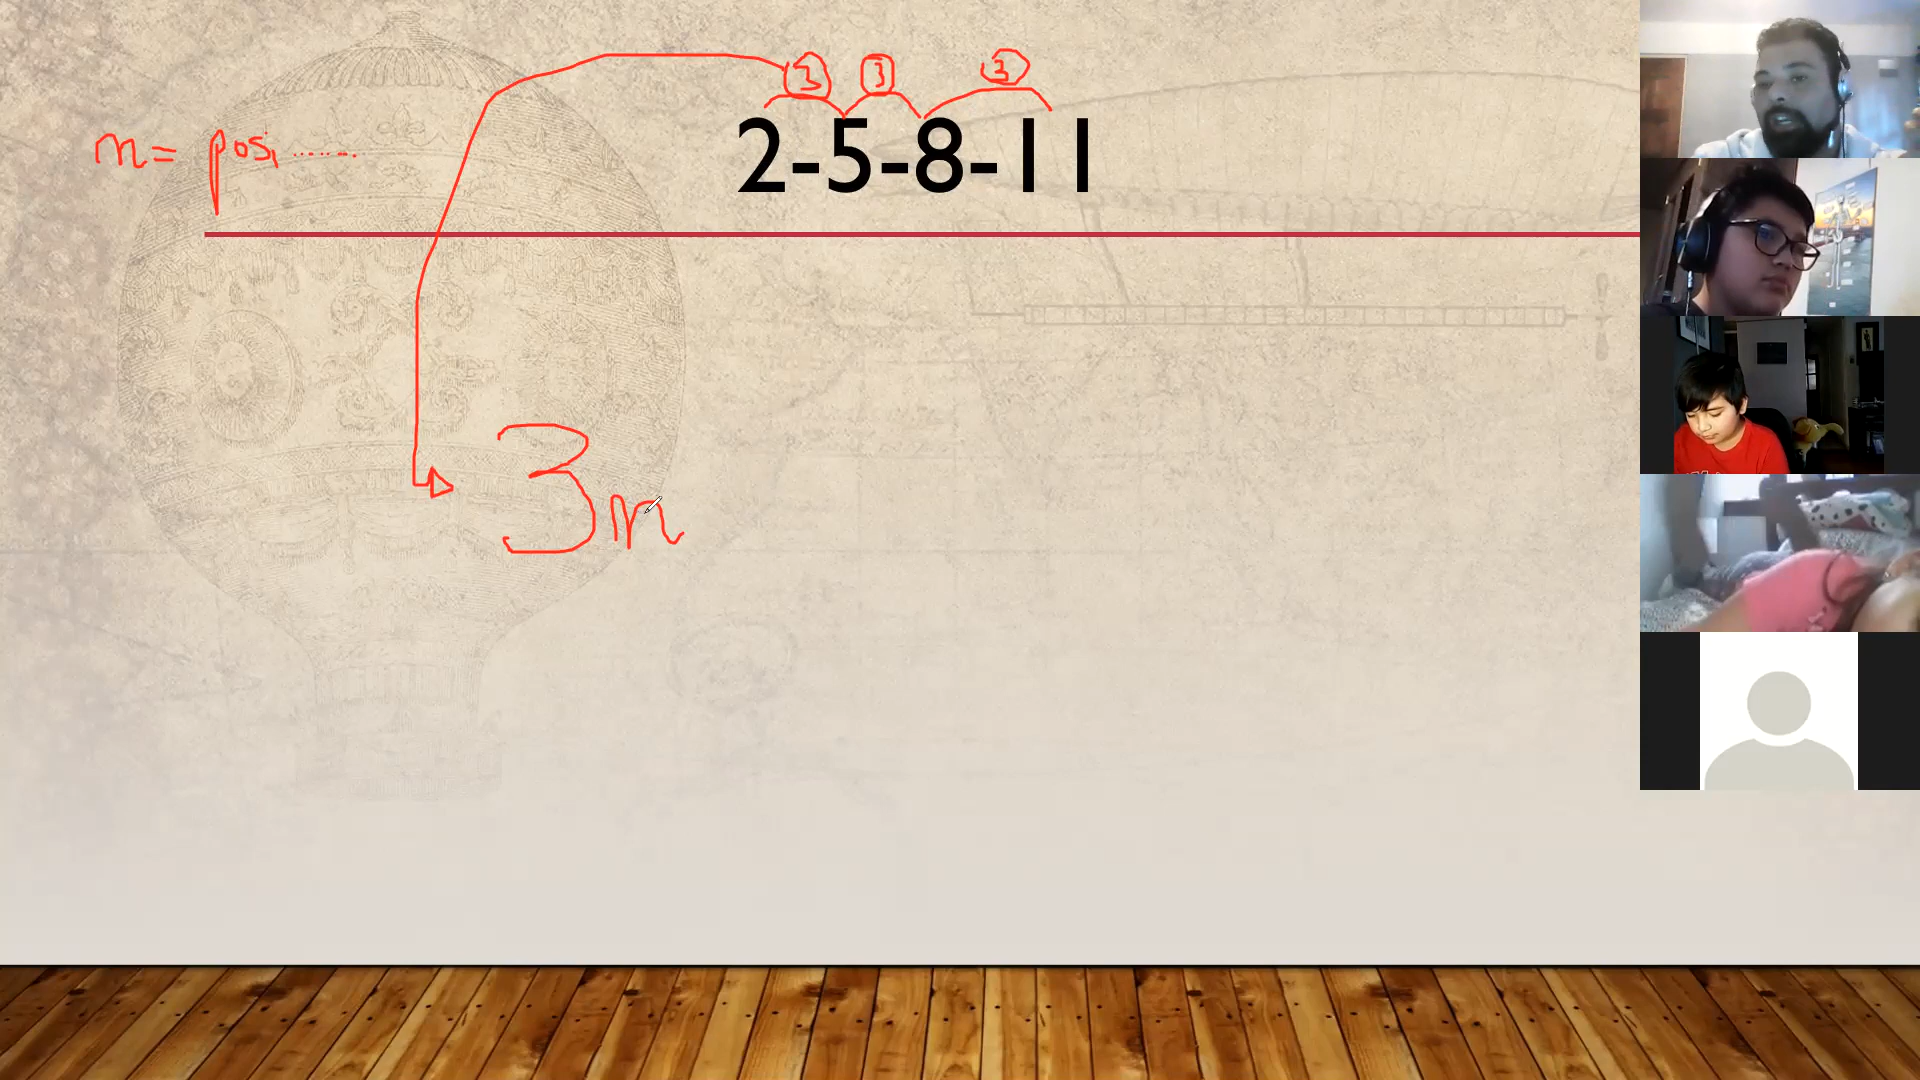 3 3 3
2-5-8-11
n= posi.......
3n